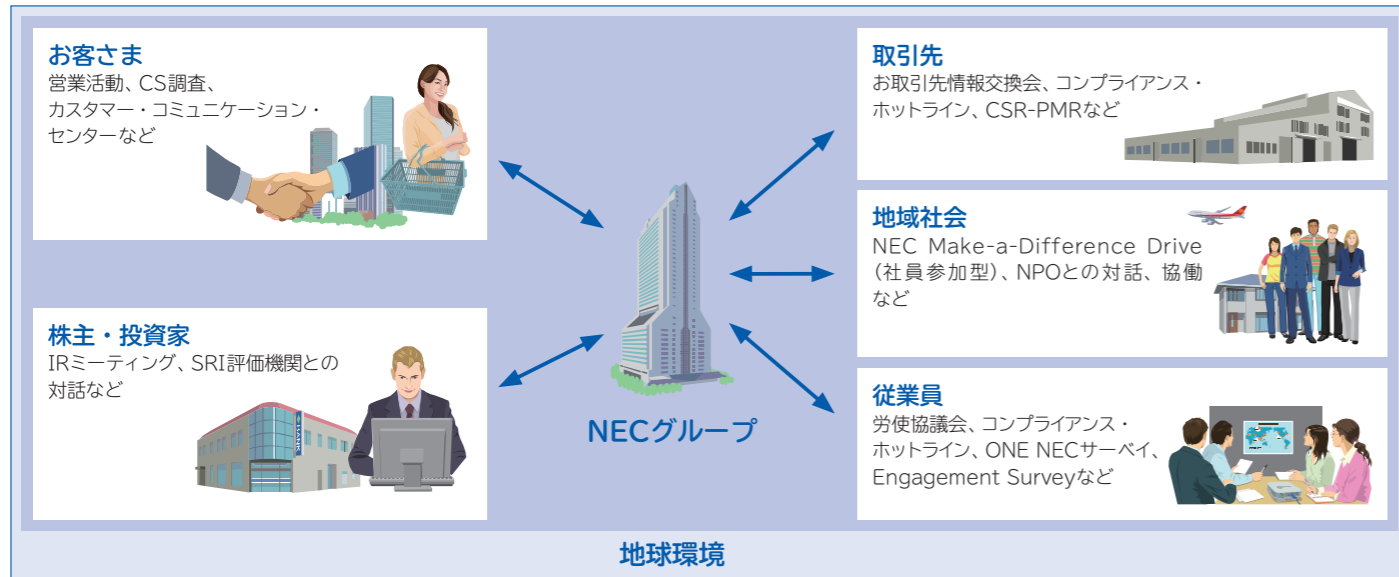 お客さま
営業活動、CS調査、
カスタマー・コミュニケーション・
センターなど
株主・投資家
IRミーティング、SRI評価機関との
対話など
NECグループ
取引先
お取引先情報交換会、コンプライアンス・
ホットライン、CSR-PMRなど
地域社会
NEC Make-a-Difference Drive
（社員参加型）、NPOとの対話、協働
など
従業員
労使協議会、コンプライアンス・
ホットライン、ONE NECサーベイ、
Engagement Surveyなど
地球環境